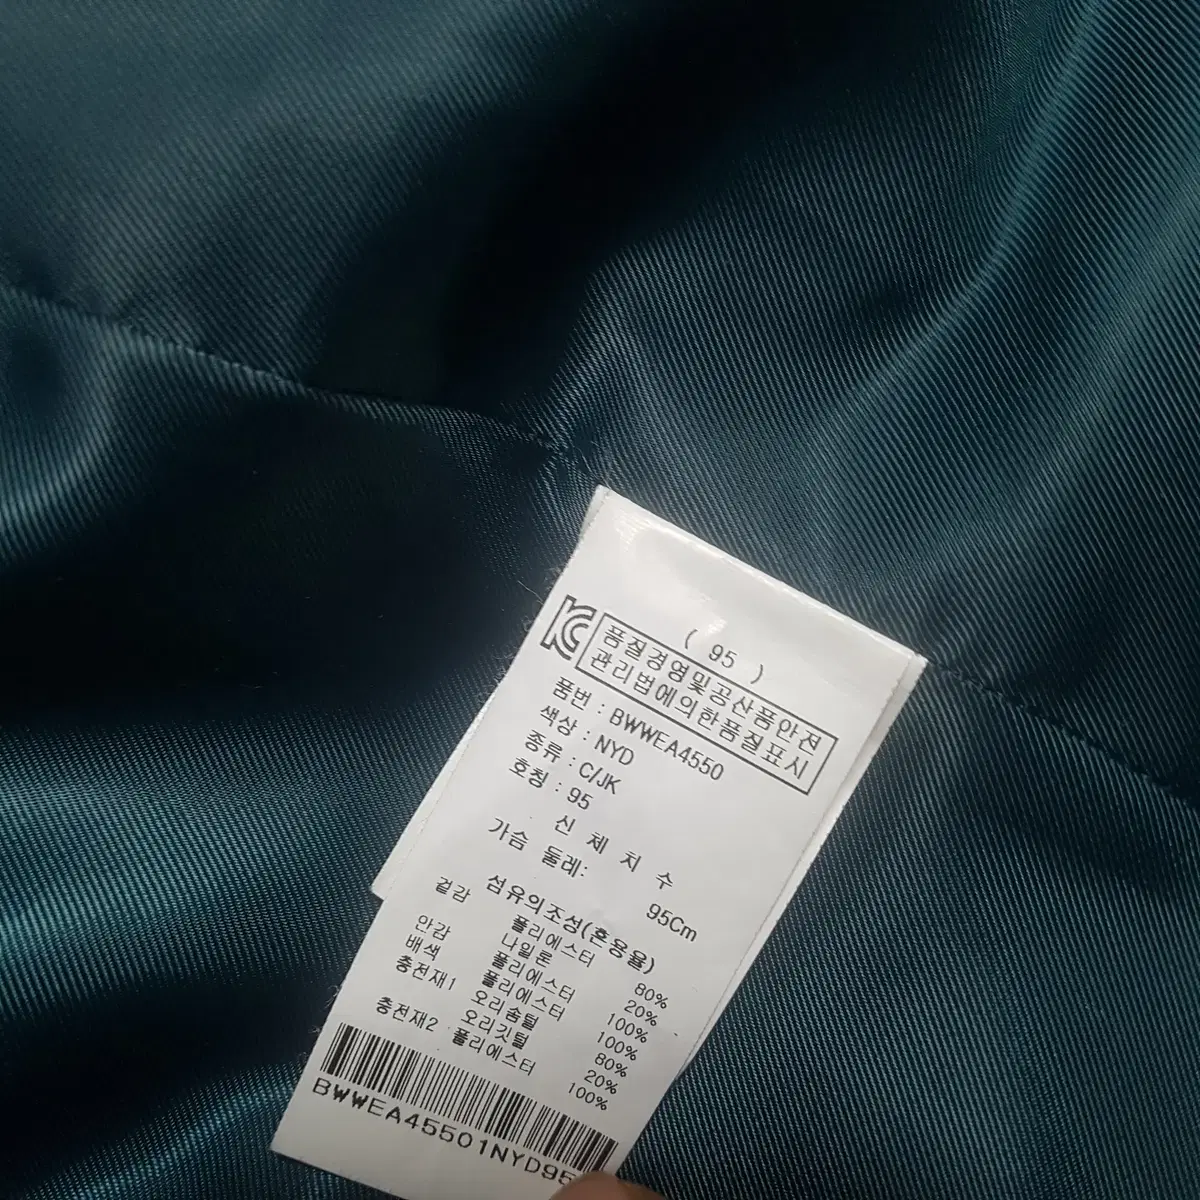 ( 95 )
KC 품질경영및공산품안전
관리법에의한품질표시
품번 : BWWEA4550
색상 : NYD
종류 : C/JK
호칭 : 95
신 체 치 수
가슴 둘레: 95Cm
섬유의조성(혼용율)
겉감 폴리에스터 80%
나일론 20%
안감 폴리에스터 100%
배색 폴리에스터 100%
충전재1 오리솜털 80%
오리깃털 20%
충전재2 폴리에스터 100%
BWWEA45501NYD95